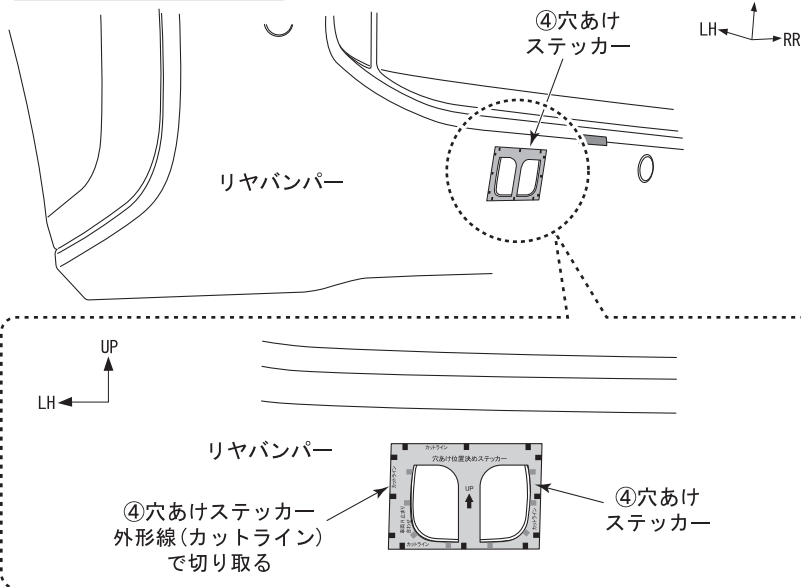 ④穴あけ
ステッカー
LH
RR
リヤバンパー
UP
LH
リヤバンパー
カットライン
穴あけ位置決めステッカー
カットライン
UP
カットライン
カットライン
④穴あけステッカー
外形線(カットライン)
で切り取る
④穴あけ
ステッカー